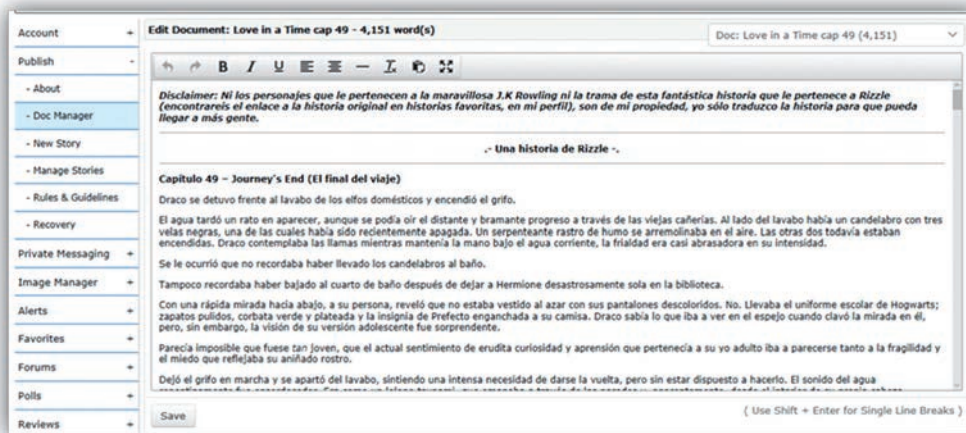 Account +
Publish -
- About
- Doc Manager
- New Story
- Manage Stories
- Rules & Guidelines
- Recovery
Private Messaging +
Image Manager +
Alerts +
Favorites +
Forums +
Polls +
Reviews +
Edit Document: Love in a Time cap 49 - 4,151 word(s)
Doc: Love in a Time cap 49 (4,151)
B I U
Disclaimer: Ni los personajes que le pertenecen a la maravillosa J.K Rowling ni la trama de esta fantástica historia que le pertenece a Rizzle
(encontrareis el enlace a la historia original en historias favoritas, en mi perfil), son de mi propiedad, yo sólo traduzco la historia para que pueda
llegar a más gente.
.- Una historia de Rizzle -.
Capítulo 49 – Journey's End (El final del viaje)
Draco se detuvo frente al lavabo de los elfos domésticos y encendió el grifo.
El agua tardó un rato en aparecer, aunque se podía oir el distante y bramante progreso a través de las viejas cañerías. Al lado del lavabo había un candelabro con tres
velas negras, una de las cuales había sido recientemente apagada. Un serpenteante rastro de humo se arremolinaba en el aire. Las otras dos todavía estaban
encendidas. Draco contemplaba las llamas mientras mantenía la mano bajo el agua corriente, la frialdad era casi abrasadora en su intensidad.
Se le ocurrió que no recordaba haber llevado los candelabros al baño.
Tampoco recordaba haber bajado al cuarto de baño después de dejar a Hermione desastrosamente sola en la biblioteca.
Con una rápida mirada hacia abajo, a su persona, reveló que no estaba vestido al azar con sus pantalones descoloridos. No. Llevaba el uniforme escolar de Hogwarts;
zapatos pulidos, corbata verde y plateada y la insignia de Prefecto enganchada a su camisa. Draco sabía lo que iba a ver en el espejo cuando clavó la mirada en él,
pero, sin embargo, la visión de su versión adolescente fue sorprendente.
Parecía imposible que fuese tan joven, que el actual sentimiento de erudita curiosidad y aprensión que pertenecía a su yo adulto iba a parecerse tanto a la fragilidad y
el miedo que reflejaba su aniñado rostro.
Dejó el grifo en marcha y se apartó del lavabo, sintiendo una intensa necesidad de darse la vuelta, pero sin estar dispuesto a hacerlo. El sonido del agua
Save
( Use Shift + Enter for Single Line Breaks )